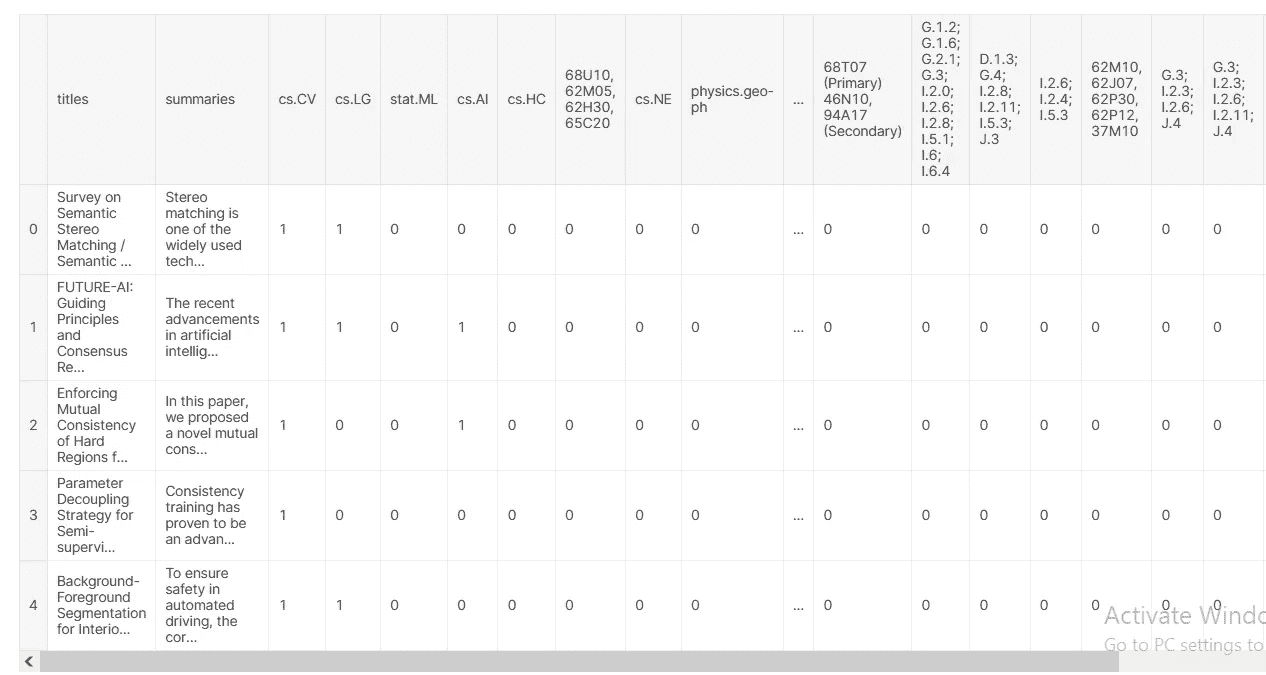 titles
summaries
cs.CV
cs.LG
stat.ML
cs.AI
cs.HC
68U10,
62M05,
62H30,
65C20
cs.NE
physics.geo-
ph
...
68T07
(Primary)
46N10,
94A17
(Secondary)
G.1.2;
G.1.6;
G.2.1;
G.3;
I.2.0;
I.2.6;
I.2.8;
I.5.1;
I.6;
I.6.4
D.1.3;
G.4;
I.2.8;
I.2.11;
I.5.3;
J.3
I.2.6;
I.2.4;
I.5.3
62M10,
62J07,
62P30,
62P12,
37M10
G.3;
I.2.3;
I.2.6;
J.4
G.3;
I.2.3;
I.2.6;
I.2.11;
J.4
0
Survey on
Semantic
Stereo
Matching /
Semantic ...
Stereo
matching is
one of the
widely used
tech...
1 1 0 0 0 0 0 0 ... 0 0 0 0 0 0 0
1
FUTURE-AI:
Guiding
Principles
and
Consensus
Re...
The recent
advancements
in artificial
intellig...
1 1 0 1 0 0 0 0 ... 0 0 0 0 0 0 0
2
Enforcing
Mutual
Consistency
of Hard
Regions f...
In this paper,
we proposed
a novel mutual
cons...
1 0 0 1 0 0 0 0 ... 0 0 0 0 0 0 0
3
Parameter
Decoupling
Strategy for
Semi-
supervi...
Consistency
training has
proven to be
an advan...
1 0 0 0 0 0 0 0 ... 0 0 0 0 0 0 0
4
Background-
Foreground
Segmentation
for Interio...
To ensure
safety in
automated
driving, the
cor...
1 1 0 0 0 0 0 0 ... 0 0 0 0 0 0 0
Activate Windo
Go to PC settings to